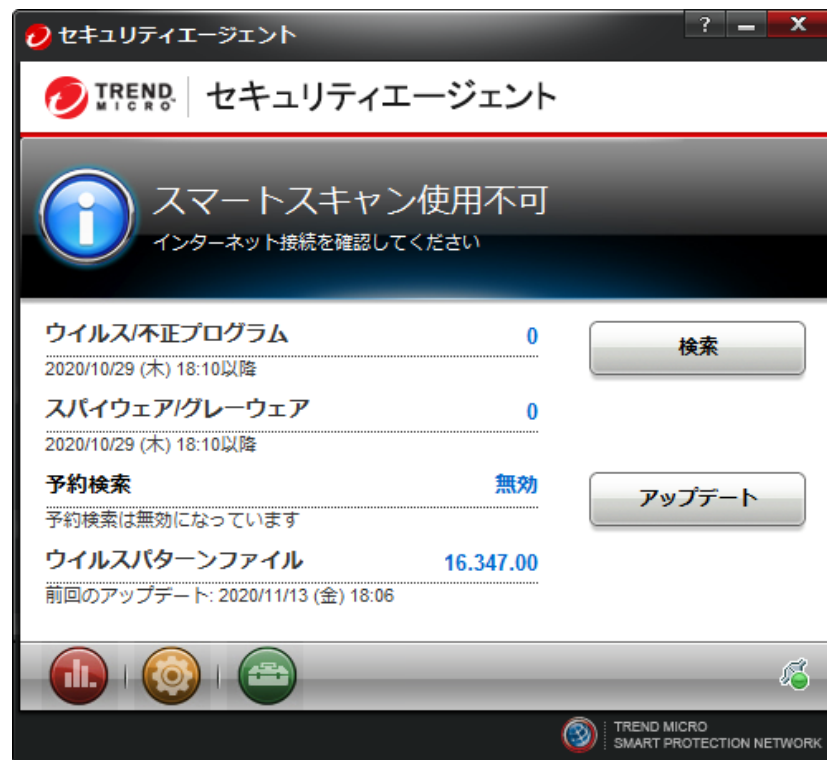 セキュリティエージェント
? X
TREND MICRO セキュリティエージェント
スマートスキャン使用不可
インターネット接続を確認してください
ウイルス/不正プログラム 0
2020/10/29 (木) 18:10以降
検索
スパイウェア/グレーウェア 0
2020/10/29 (木) 18:10以降
予約検索 無効
予約検索は無効になっています
アップデート
ウイルスパターンファイル 16.347.00
前回のアップデート: 2020/11/13 (金) 18:06
TREND MICRO
SMART PROTECTION NETWORK